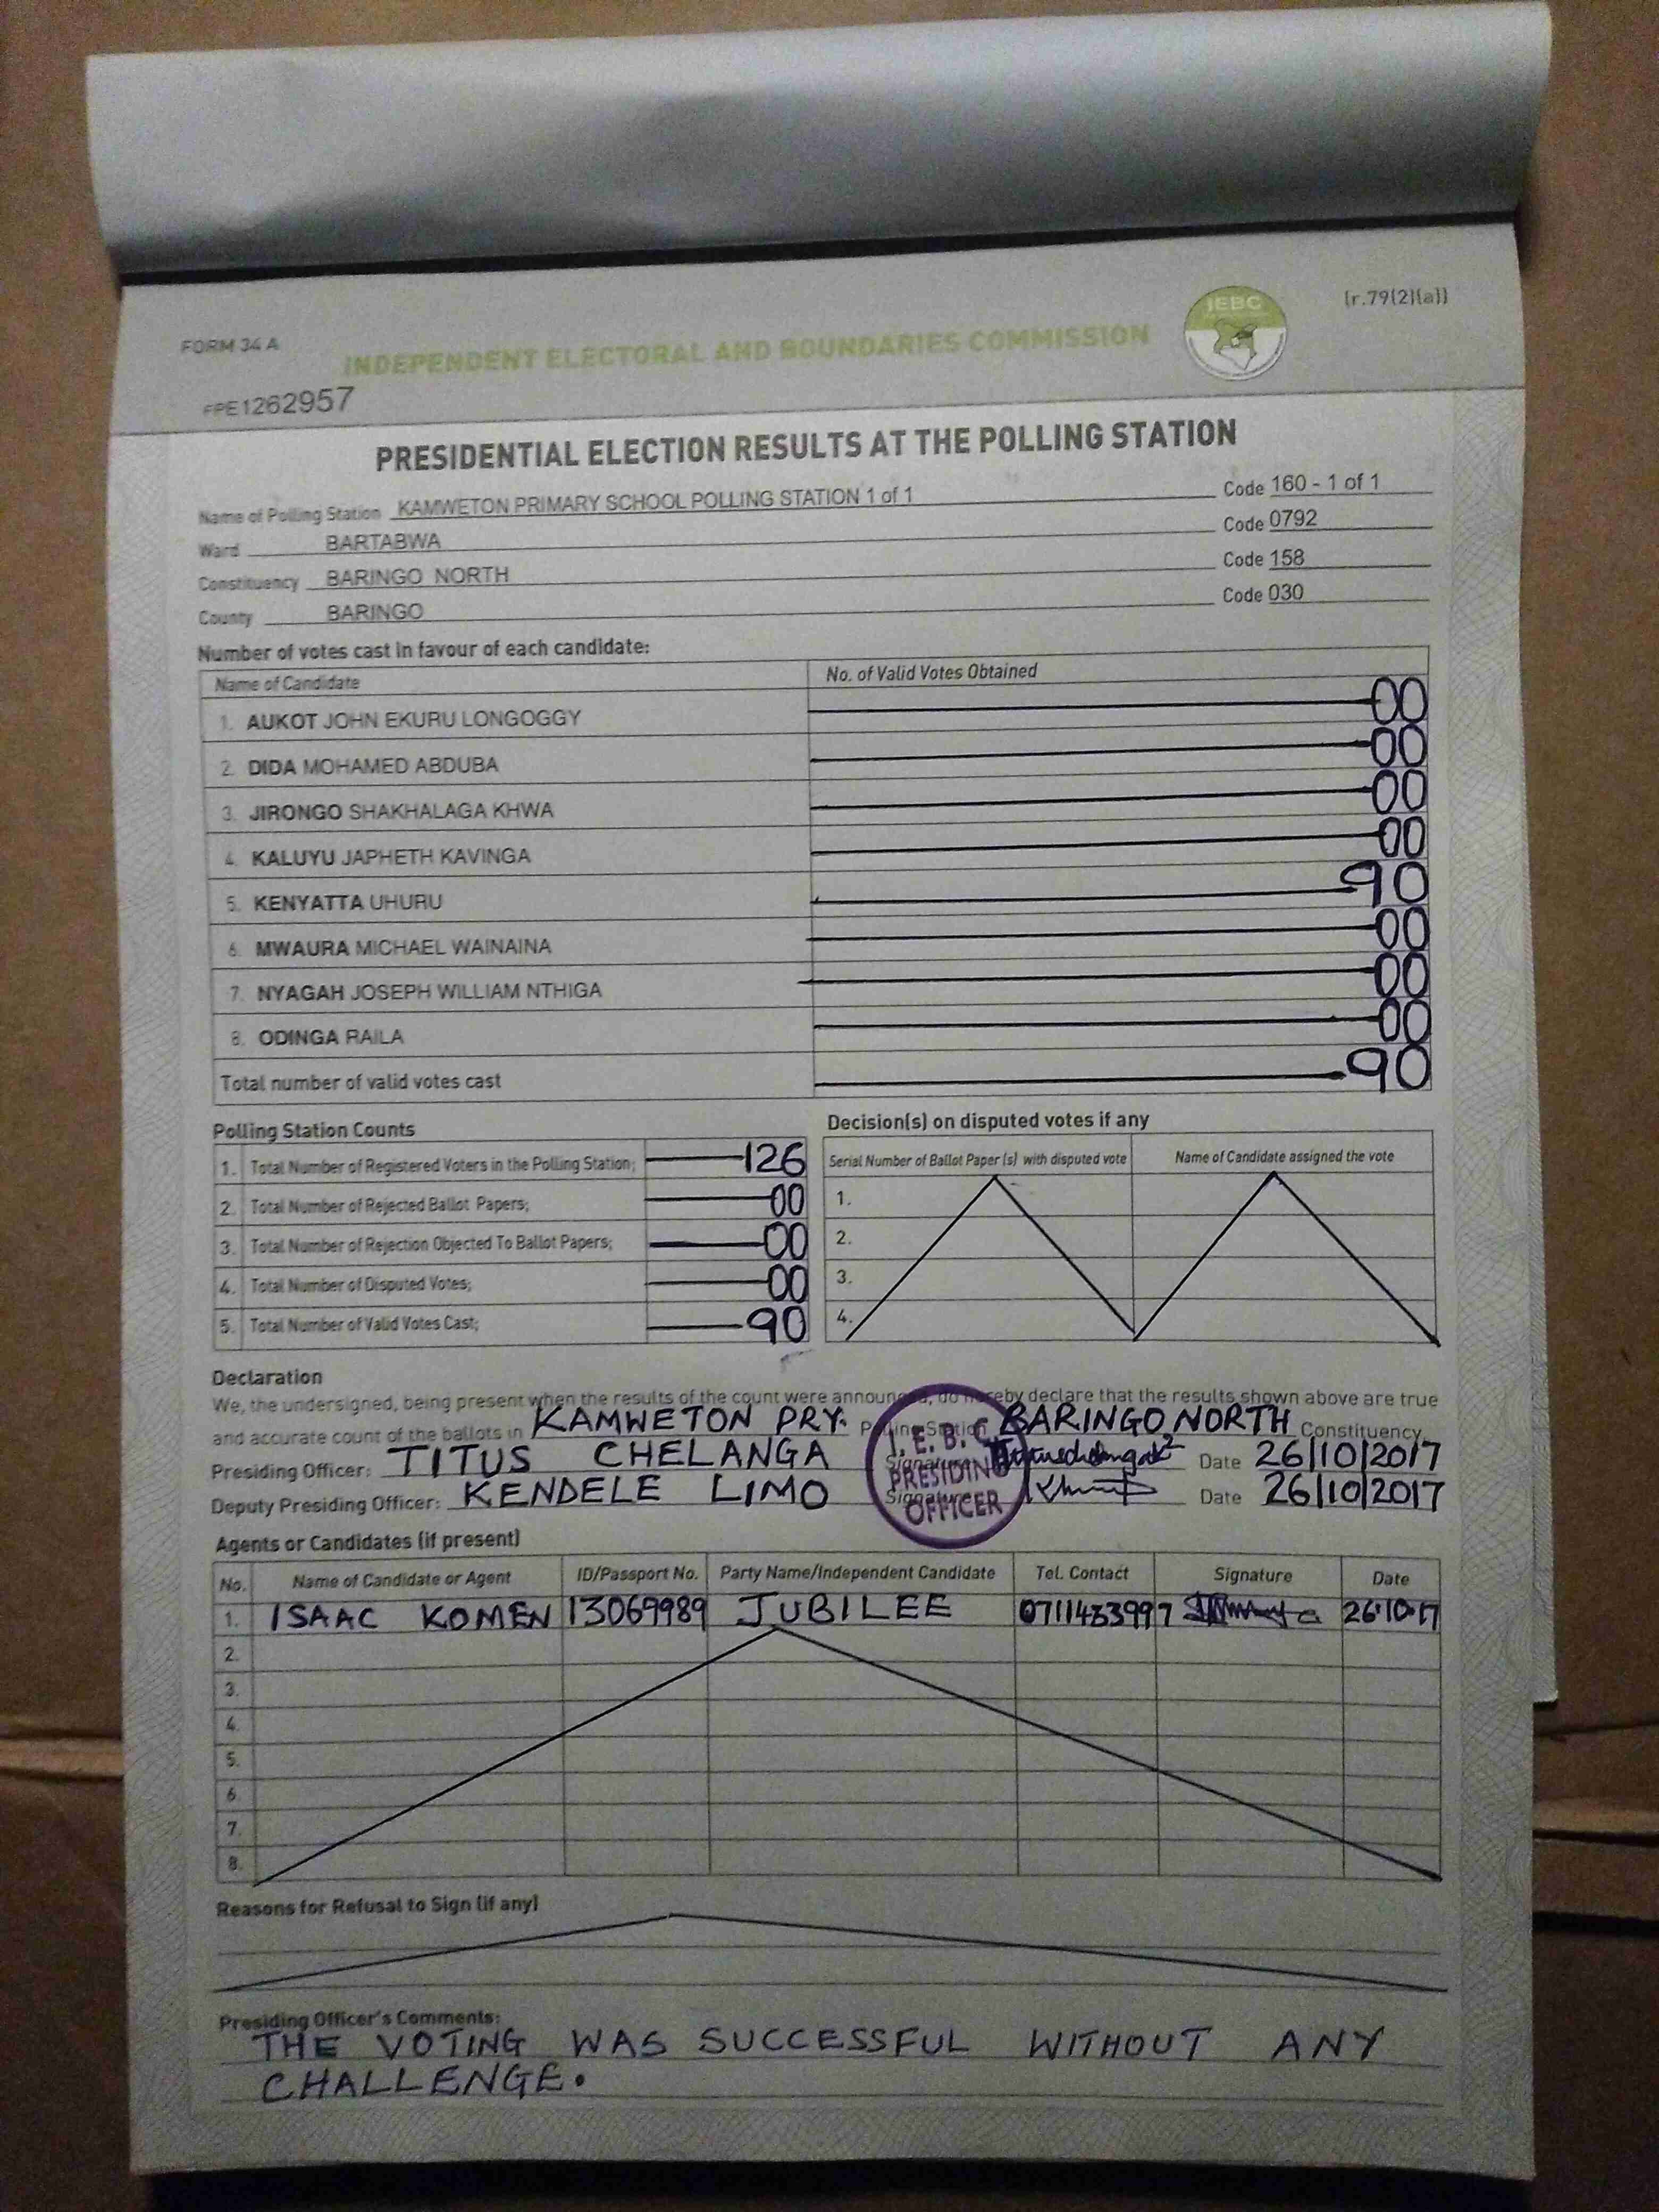 IEBC
(r.79(2)(a))
FORM 34 A
INDEPENDENT ELECTORAL AND BOUNDARIES COMMISSION
FPE1262957
PRESIDENTIAL ELECTION RESULTS AT THE POLLING STATION
Name of Polling Station KAMWETON PRIMARY SCHOOL POLLING STATION 1 of 1 Code 160 - 1 of 1
Ward BARTABWA Code 0792
Constituency BARINGO NORTH Code 158
County BARINGO Code 030
Number of votes cast in favour of each candidate:
Name of Candidate No. of Valid Votes Obtained
1. AUKOT JOHN EKURU LONGOGGY 00
2. DIDA MOHAMED ABDUBA 00
3. JIRONGO SHAKHALAGA KHWA 00
4. KALUYU JAPHETH KAVINGA 00
5. KENYATTA UHURU 90
6. MWAURA MICHAEL WAINAINA 00
7. NYAGAH JOSEPH WILLIAM NTHIGA 00
8. ODINGA RAILA 00
Total number of valid votes cast 90
Polling Station Counts
1. Total Number of Registered Voters in the Polling Station; 126
2. Total Number of Rejected Ballot Papers; 00
3. Total Number of Rejection Objected To Ballot Papers; 00
4. Total Number of Disputed Votes; 00
5. Total Number of Valid Votes Cast; 90
Decision(s) on disputed votes if any
Serial Number of Ballot Paper (s) with disputed vote Name of Candidate assigned the vote
1.
2.
3.
4.
Declaration
We, the undersigned, being present when the results of the count were announced, do hereby declare that the results shown above are true
and accurate count of the ballots in KAMWETON PRY. Polling Station BARINGO NORTH Constituency
Presiding Officer: TITUS CHELANGA Signature Date 26/10/2017
Deputy Presiding Officer: KENDELE LIMO Signature Date 26/10/2017
I. E. B. C
PRESIDING
OFFICER
Agents or Candidates (if present)
No. Name of Candidate or Agent ID/Passport No. Party Name/Independent Candidate Tel. Contact Signature Date
1. ISAAC KOMEN 13069989 JUBILEE 26.10.17
2.
3.
4.
5.
6.
7.
8.
Reasons for Refusal to Sign (if any)
Presiding Officer's Comments:
THE VOTING WAS SUCCESSFUL WITHOUT ANY
CHALLENGE.